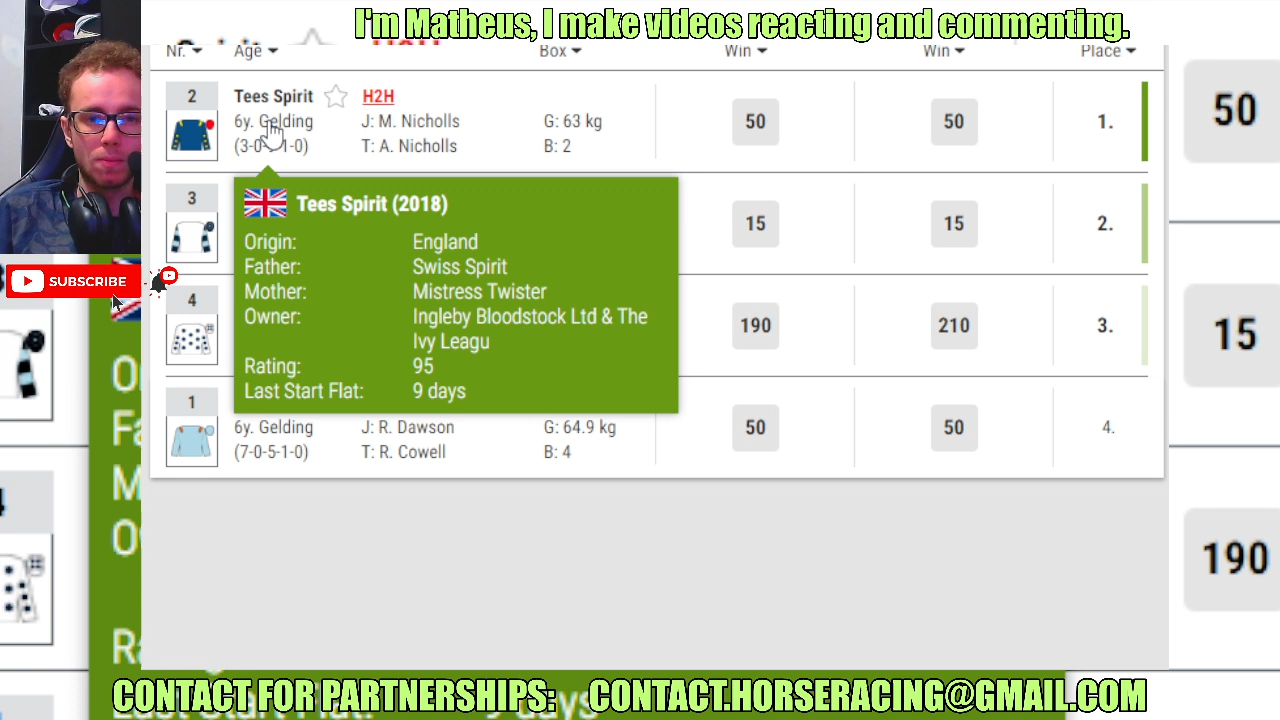 I'm Matheus, I make videos reacting and commenting.
Nr. Age Box Win Win Place
2 Tees Spirit H2H
6y. Gelding J: M. Nicholls G: 63 kg 50 50 1.
T: A. Nicholls B: 2
Tees Spirit (2018)
3 15 15 2.
Origin: England
Father: Swiss Spirit
Mother: Mistress Twister
Owner: Ingleby Bloodstock Ltd & The
Ivy Leagu
4 190 210 3.
Rating: 95
Last Start Flat: 9 days
1
6y. Gelding J: R. Dawson G: 64.9 kg 50 50 4.
(7-0-5-1-0) T: R. Cowell B: 4
SUBSCRIBE
50
15
190
CONTACT FOR PARTNERSHIPS: CONTACT.HORSERACING@GMAIL.COM
9 days